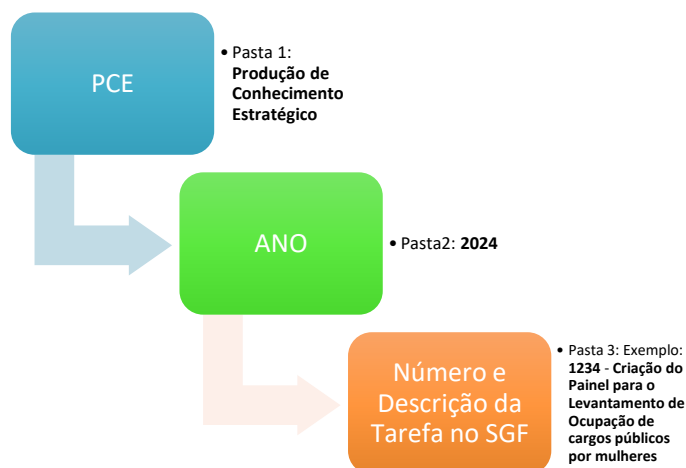 PCE
• Pasta 1:
Produção de
Conhecimento
Estratégico
ANO
• Pasta2: 2024
Número e
Descrição da
Tarefa no SGF
• Pasta 3: Exemplo:
1234 - Criação do
Painel para o
Levantamento de
Ocupação de
cargos públicos
por mulheres